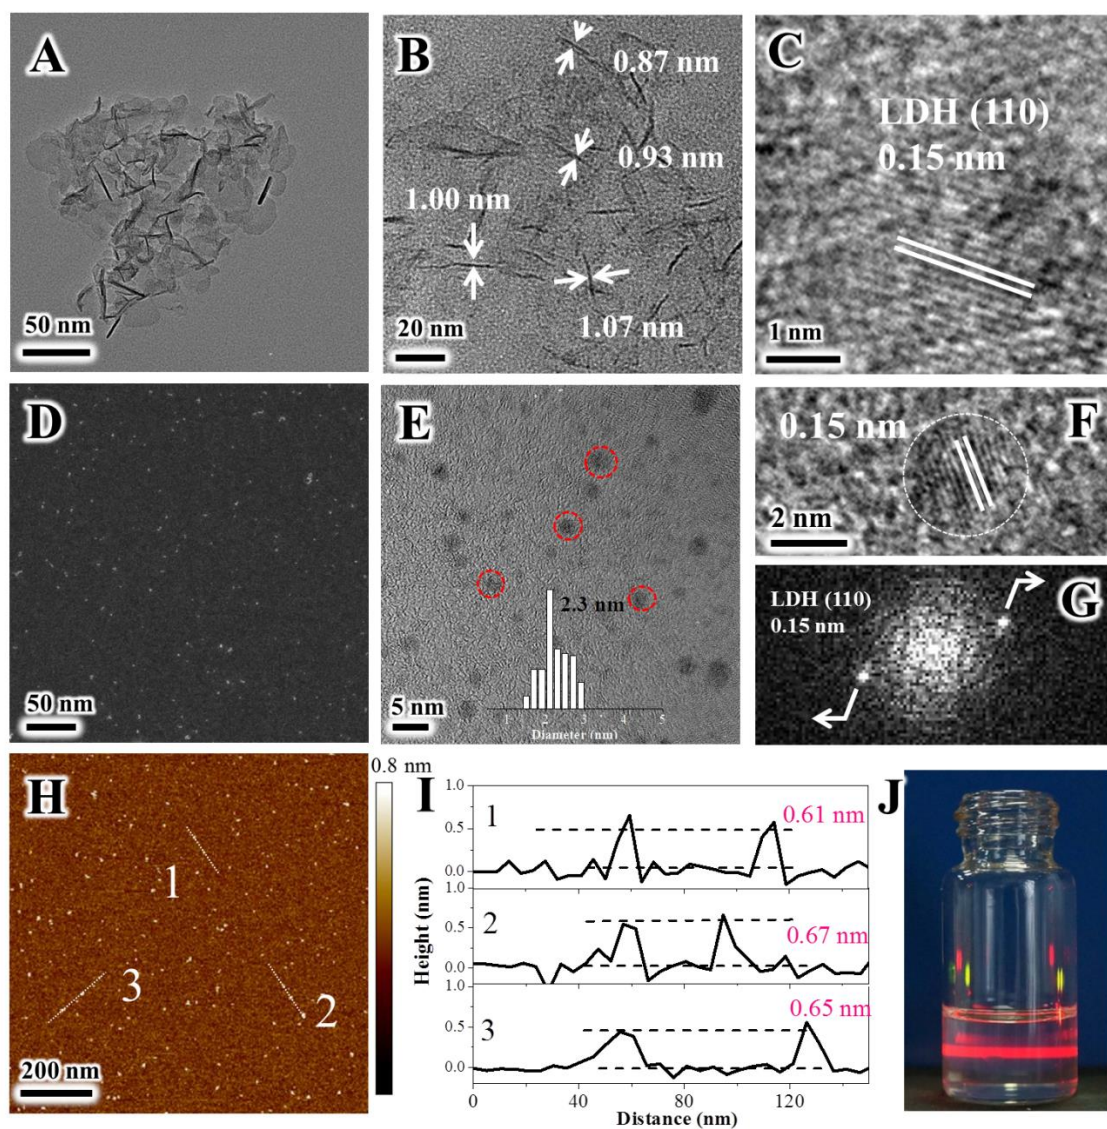 A
50 nm
B
0.87 nm
0.93 nm
1.00 nm
1.07 nm
20 nm
C
LDH (110)
0.15 nm
1 nm
D
50 nm
E
2.3 nm
1 2 3 4 5
Diameter (nm)
5 nm
F
0.15 nm
2 nm
G
LDH (110)
0.15 nm
H
0.8 nm
1
3
2
200 nm
I
Height (nm)
1.0
0.5
0.0
1
0.61 nm
1.0
0.5
0.0
2
0.67 nm
0.5
0.0
3
0.65 nm
0 40 80 120
Distance (nm)
J